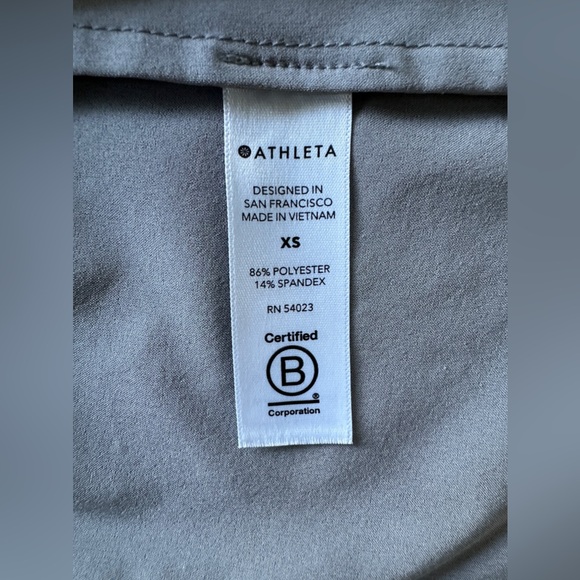 ATHLETA
DESIGNED IN
SAN FRANCISCO
MADE IN VIETNAM
XS
86% POLYESTER
14% SPANDEX
RN 54023
Certified
B
®
Corporation